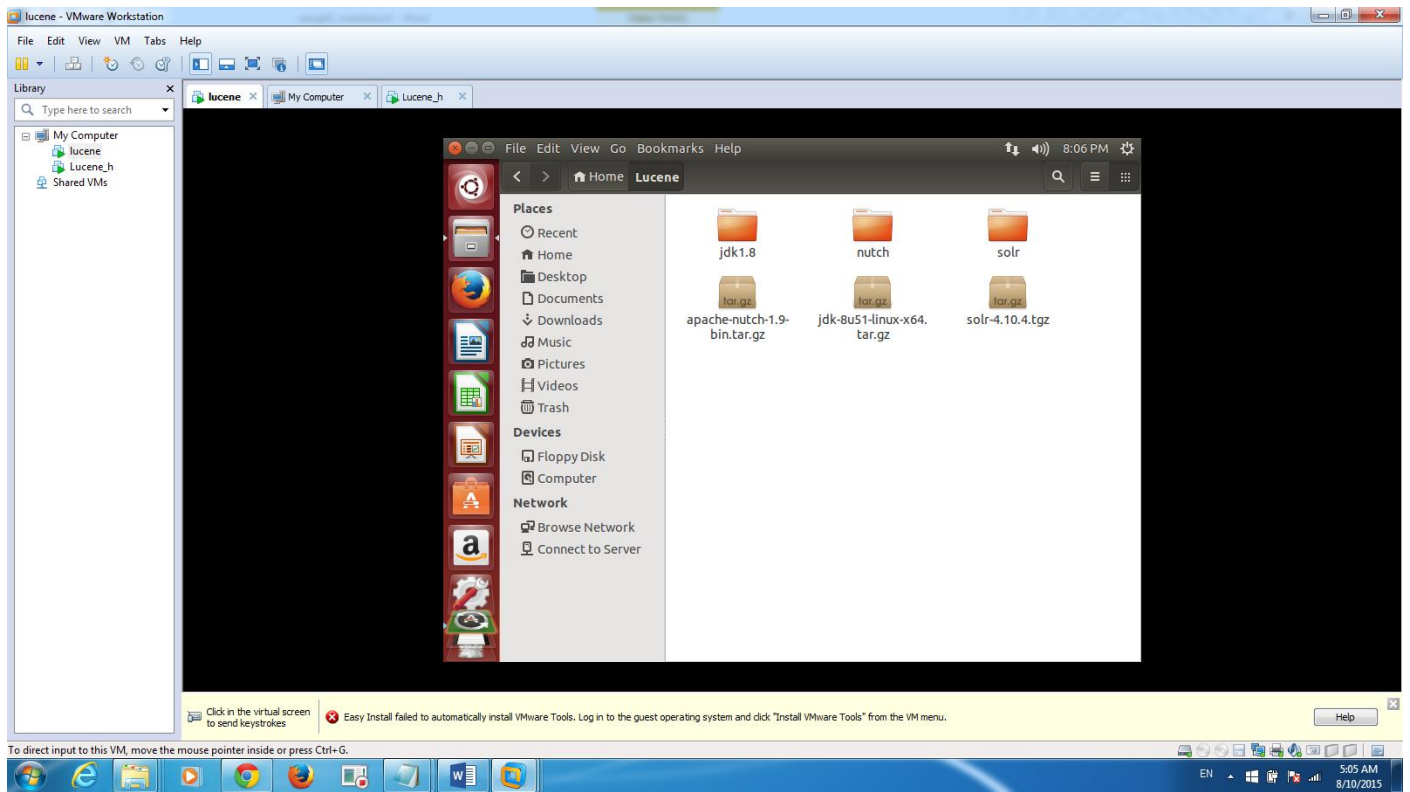 lucene - VMware Workstation
File Edit View VM Tabs Help
Library
Type here to search
My Computer
lucene
Lucene_h
Shared VMs
lucene
My Computer
Lucene_h
File Edit View Go Bookmarks Help
8:06 PM
Home Lucene
Places
Recent
Home
Desktop
Documents
Downloads
Music
Pictures
Videos
Trash
Devices
Floppy Disk
Computer
Network
Browse Network
Connect to Server
jdk1.8
nutch
solr
tar.gz
tar.gz
tar.gz
apache-nutch-1.9-
bin.tar.gz
jdk-8u51-linux-x64.
tar.gz
solr-4.10.4.tgz
Click in the virtual screen
to send keystrokes
Easy Install failed to automatically install VMware Tools. Log in to the guest operating system and click "Install VMware Tools" from the VM menu.
Help
To direct input to this VM, move the mouse pointer inside or press Ctrl+G.
EN
5:05 AM
8/10/2015